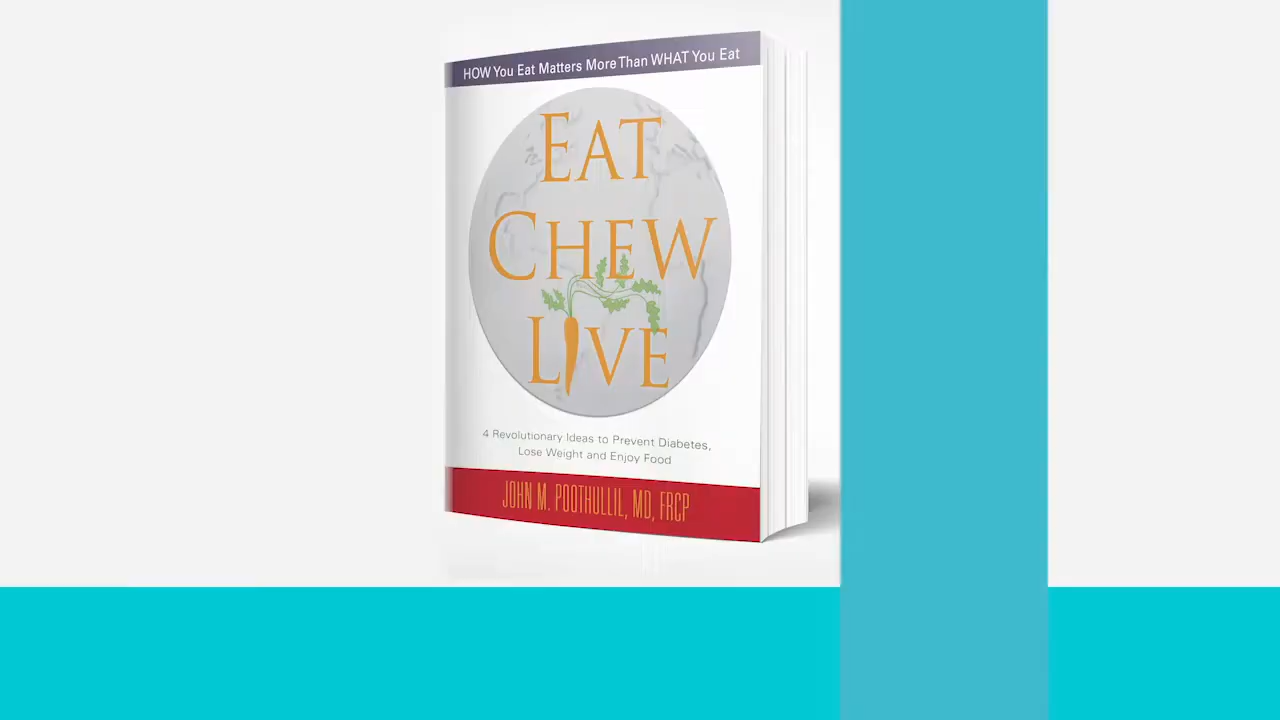 HOW You Eat Matters More Than WHAT You Eat
EAT
CHEW
LIVE
4 Revolutionary Ideas to Prevent Diabetes,
Lose Weight and Enjoy Food
JOHN M. POOTHULLIL, MD, FRCP